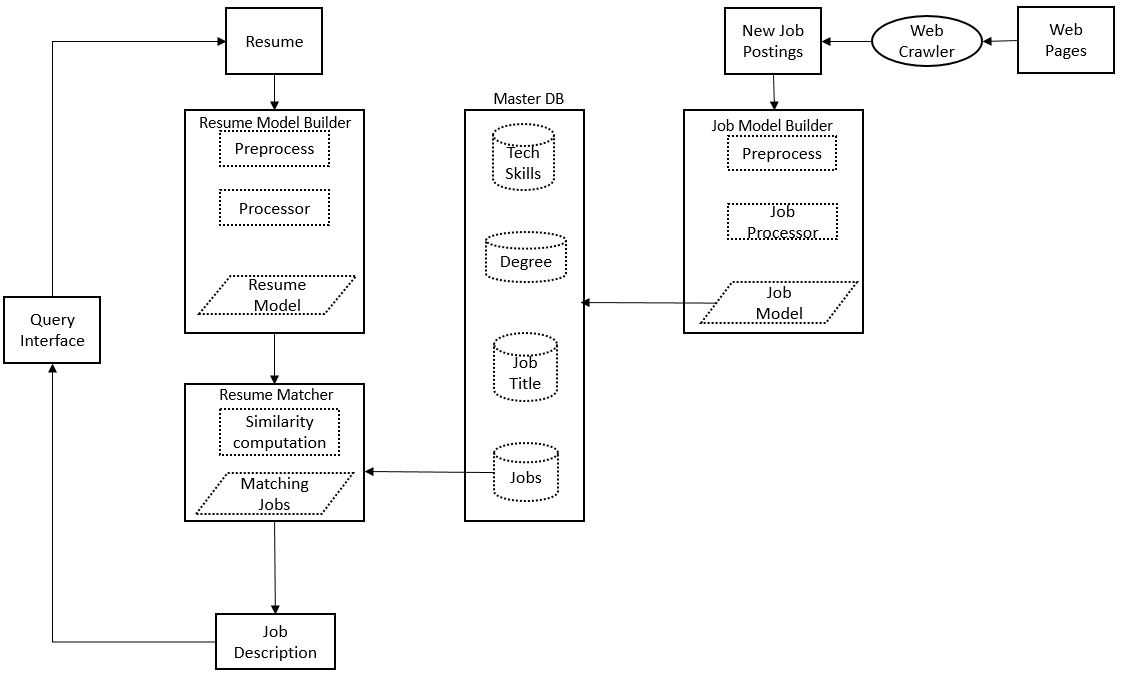 Resume
New Job
Postings
Web
Crawler
Web
Pages
Master DB
Resume Model Builder
Preprocess
Processor
Resume
Model
Tech
Skills
Degree
Job
Title
Jobs
Job Model Builder
Preprocess
Job
Processor
Job
Model
Query
Interface
Resume Matcher
Similarity
computation
Matching
Jobs
Job
Description